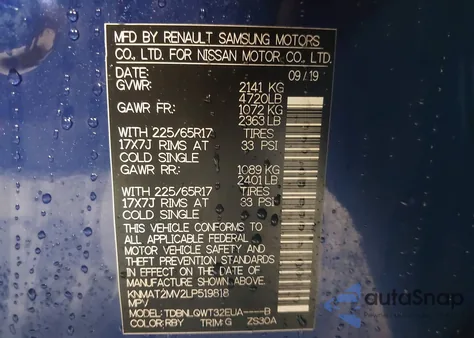 MFD BY RENAULT SAMSUNG MOTORS
CO., LTD. FOR NISSAN MOTOR CO., LTD.
DATE: 09/19
GVWR: 2141 KG
4720LB
GAWR FR: 1072 KG
2363LB
WITH 225/65R17 TIRES
17X7J RIMS AT 33 PSI
COLD SINGLE
GAWR RR: 1089 KG
2401LB
WITH 225/65R17 TIRES
17X7J RIMS AT 33 PSI
COLD SINGLE
THIS VEHICLE CONFORMS TO
ALL APPLICABLE FEDERAL
MOTOR VEHICLE SAFETY AND
THEFT PREVENTION STANDARDS
IN EFFECT ON THE DATE OF
MANUFACTURE SHOWN ABOVE.
KNMAT2MV2LP519818
MPV
MODEL: TDBNLQWT32EUA----B
COLOR: RBY TRIM: G ZS30A
autoSnap